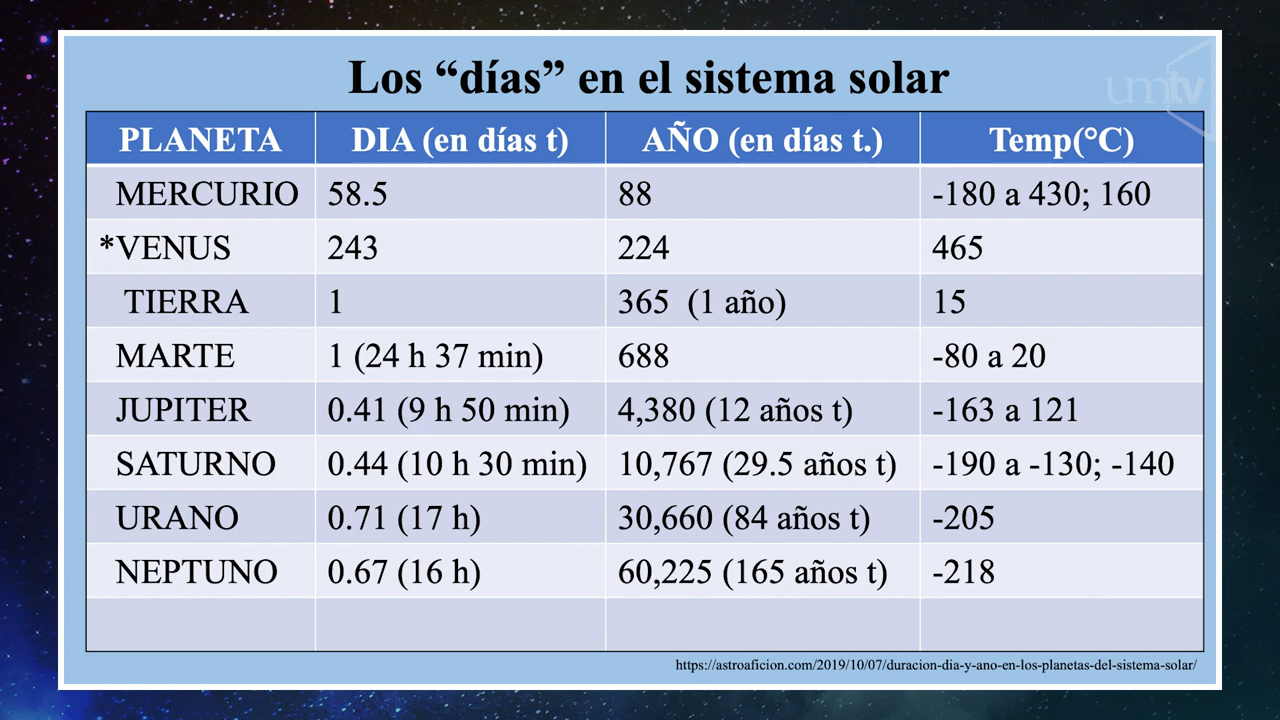 Los “días” en el sistema solar
umtv
PLANETA DIA (en días t) AÑO (en días t.) Temp(°C)
MERCURIO 58.5 88 -180 a 430; 160
*VENUS 243 224 465
TIERRA 1 365 (1 año) 15
MARTE 1 (24 h 37 min) 688 -80 a 20
JUPITER 0.41 (9 h 50 min) 4,380 (12 años t) -163 a 121
SATURNO 0.44 (10 h 30 min) 10,767 (29.5 años t) -190 a -130; -140
URANO 0.71 (17 h) 30,660 (84 años t) -205
NEPTUNO 0.67 (16 h) 60,225 (165 años t) -218
https://astroaficion.com/2019/10/07/duracion-dia-y-ano-en-los-planetas-del-sistema-solar/